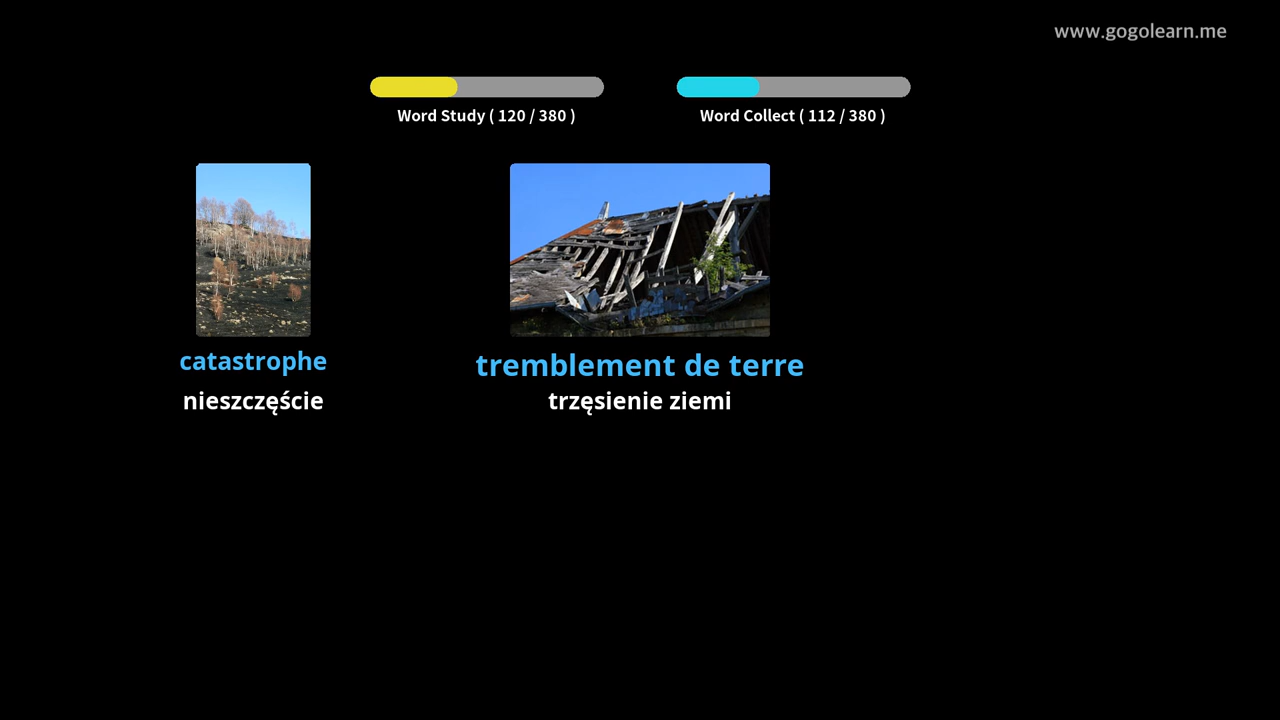 www.gogolearn.me
Word Study ( 120 / 380 )
Word Collect ( 112 / 380 )
catastrophe
nieszczęście
tremblement de terre
trzęsienie ziemi